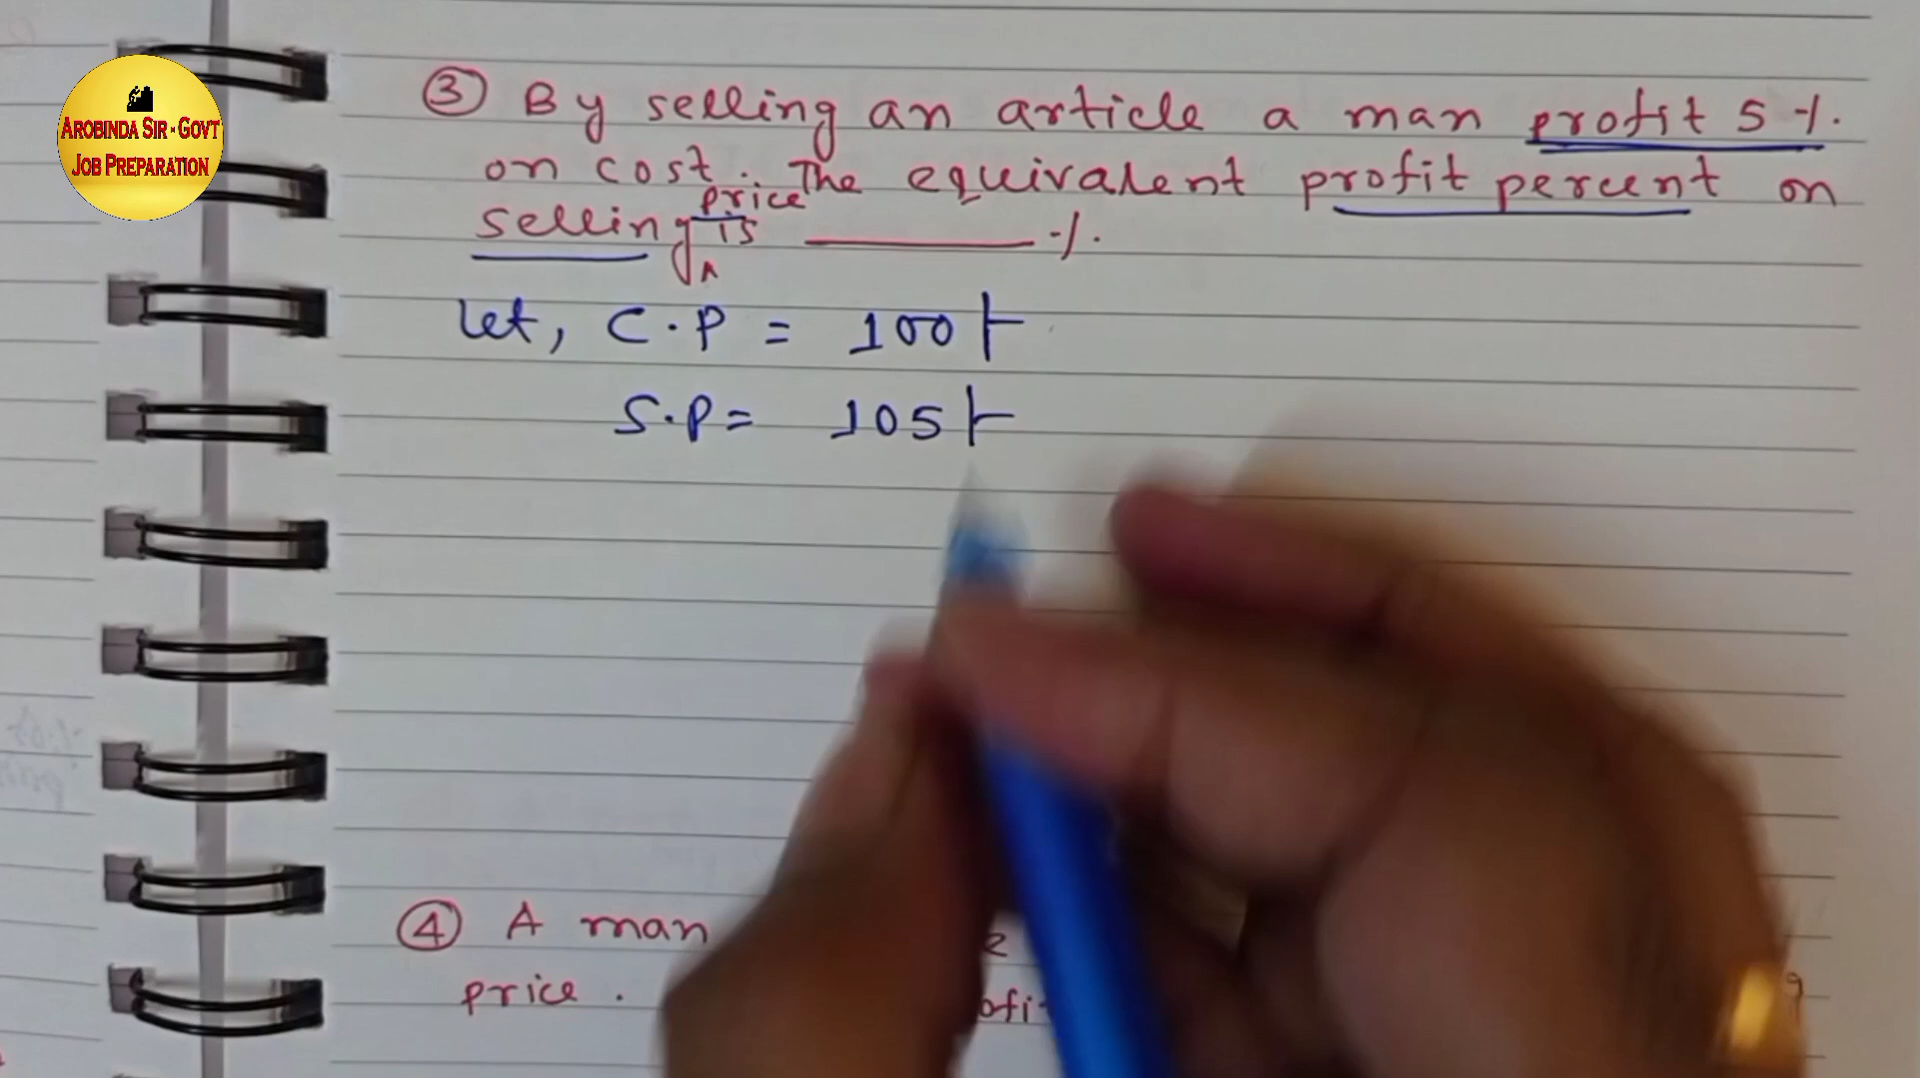 AROBINDA SIR - GOVT
JOB PREPARATION
③ By selling an article a man profit 5%.
on cost. The equivalent profit percent on
price
selling is ______ %.
let, C.P = 100
S.P = 105
④ A man
price.